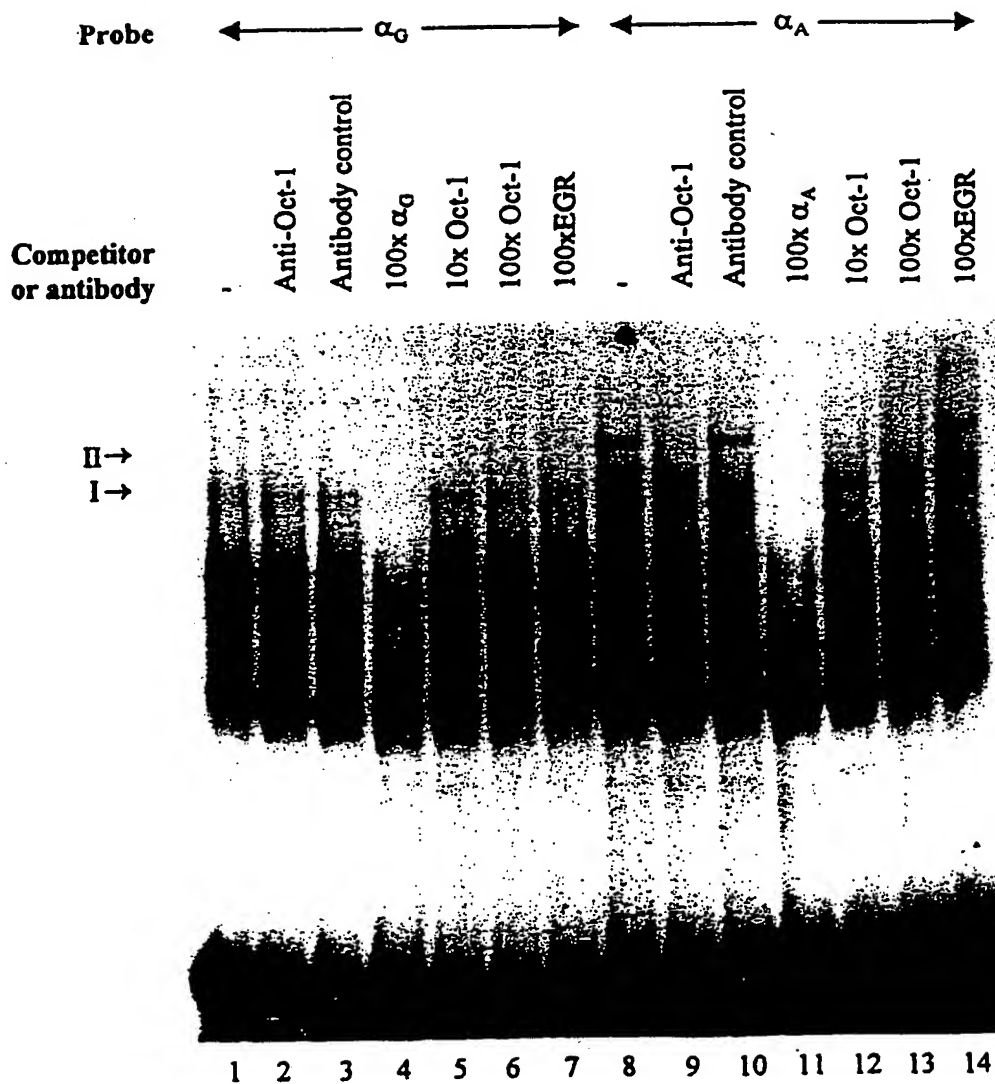 Probe α_G α_A
- Anti-Oct-1 Antibody control 100x α_G 10x Oct-1 100x Oct-1 100xEGR - Anti-Oct-1 Antibody control 100x α_A 10x Oct-1 100x Oct-1 100xEGR
Competitor
or antibody
II→
I→
1 2 3 4 5 6 7 8 9 10 11 12 13 14